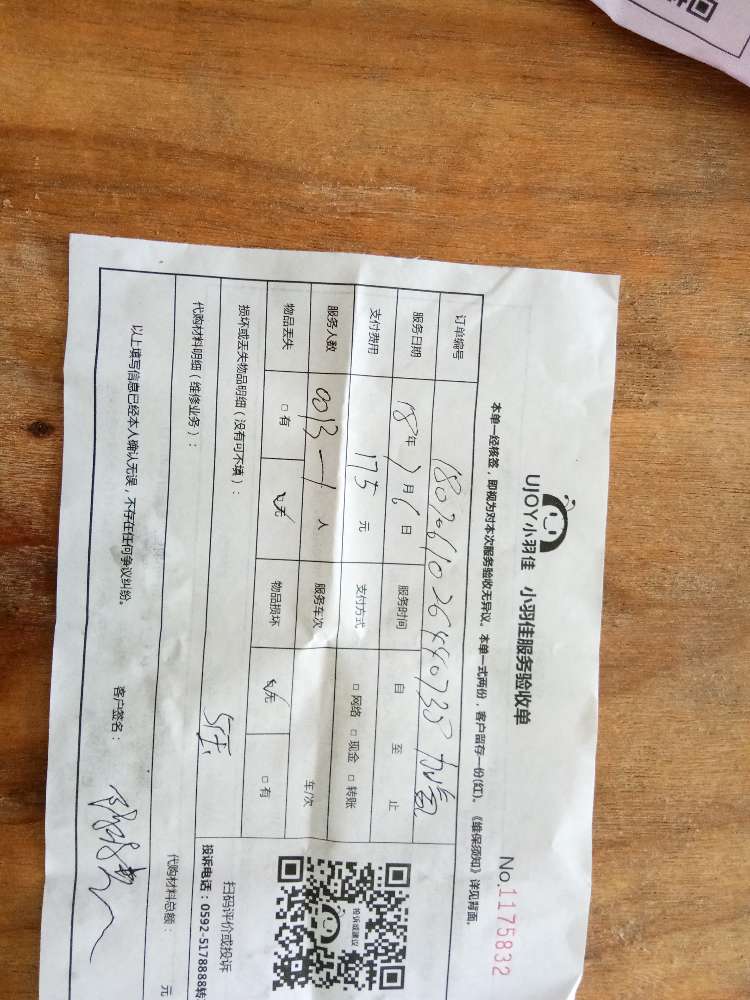 UJOY小羽佳 小羽佳服务验收单
No.1175832
本单一经核签，即视为对本次服务验收无异议。本单一式两份，客户留存一份(红)。《维保须知》详见背面。
订单编号
服务日期 18年 2月 6日 服务时间 自 至 止
支付费用 175 元 支付方式 □网络 □现金 □转账
服务人数 人 服务车次 车/次
物品丢失 □有 □无 物品损坏 □无 □有
损坏或丢失物品明细（没有可不填）：
代购材料明细（维修业务）：
代购材料总额： 元
以上填写信息已经本人确认无误，不存在任何争议纠纷。 客户签名：
投诉或建议
扫码评价或投诉
投诉电话：0592-5178888转